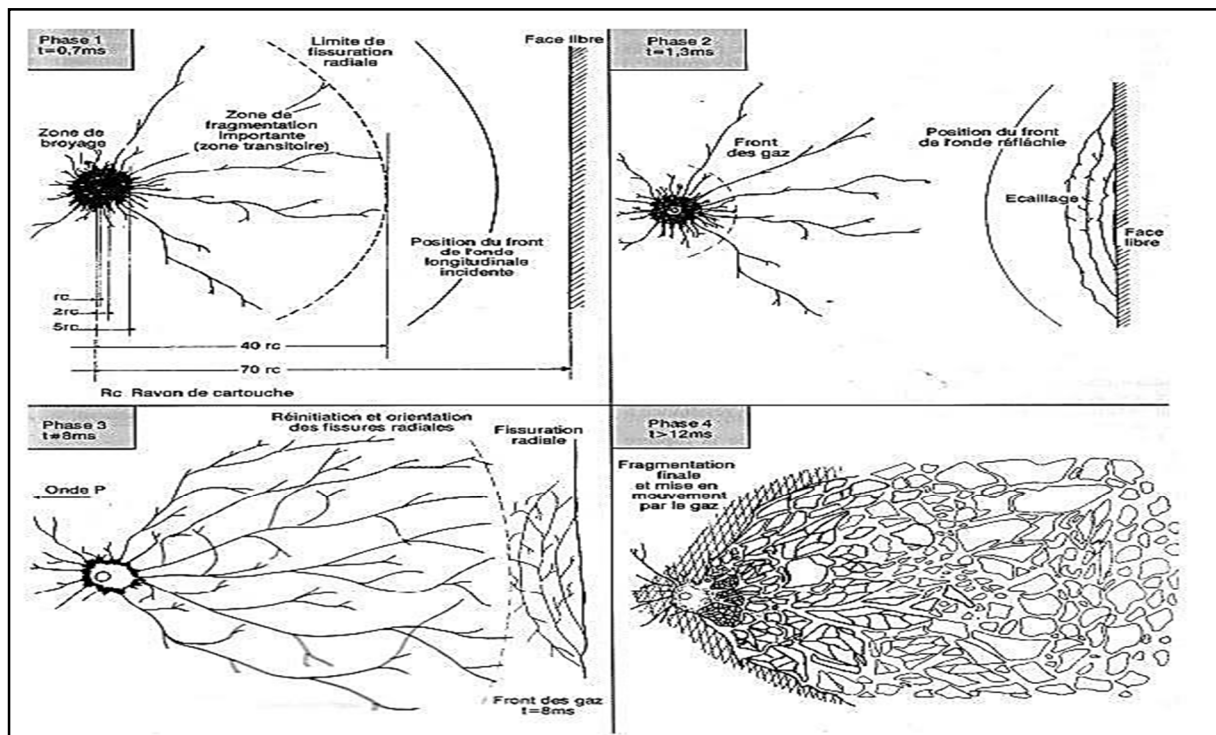 Phase 1
t=0,7ms
Limite de
fissuration
radiale
Face libre
Zone de
fragmentation
importante
(zone transitoire)
Zone de
broyage
Position du front
de l'onde
longitudinale
incidente
rc
2rc
5rc
40 rc
70 rc
Rc Rayon de cartouche
Phase 2
t=1,3ms
Front
des gaz
Position du front
de l'onde réfléchie
Ecaillage
Face
libre
Phase 3
t#8ms
Réinitiation et orientation
des fissures radiales
Fissuration
radiale
Onde P
Front des gaz
t=8ms
Phase 4
t>12ms
Fragmentation
finale
et mise en
mouvement
par le gaz